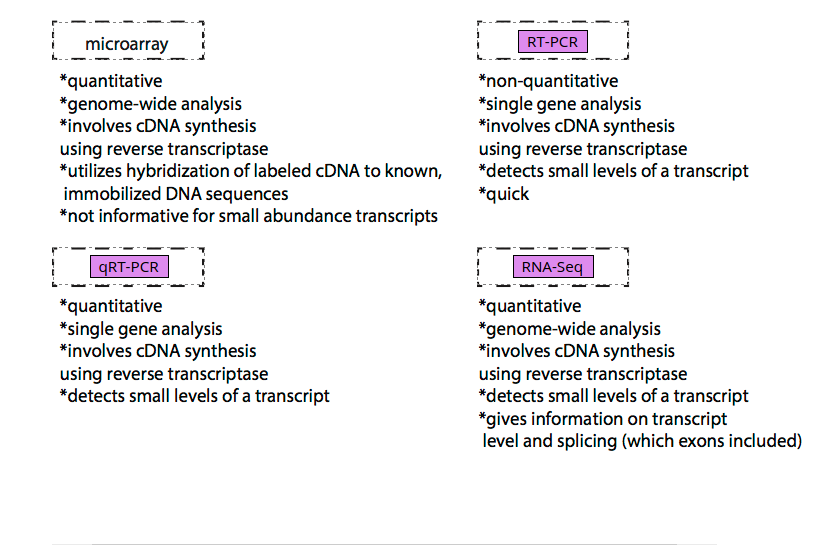 microarray
*quantitative
*genome-wide analysis
*involves cDNA synthesis
using reverse transcriptase
*utilizes hybridization of labeled cDNA to known,
immobilized DNA sequences
*not informative for small abundance transcripts
RT-PCR
*non-quantitative
*single gene analysis
*involves cDNA synthesis
using reverse transcriptase
*detects small levels of a transcript
*quick
qRT-PCR
*quantitative
*single gene analysis
*involves cDNA synthesis
using reverse transcriptase
*detects small levels of a transcript
RNA-Seq
*quantitative
*genome-wide analysis
*involves cDNA synthesis
using reverse transcriptase
*detects small levels of a transcript
*gives information on transcript
level and splicing (which exons included)